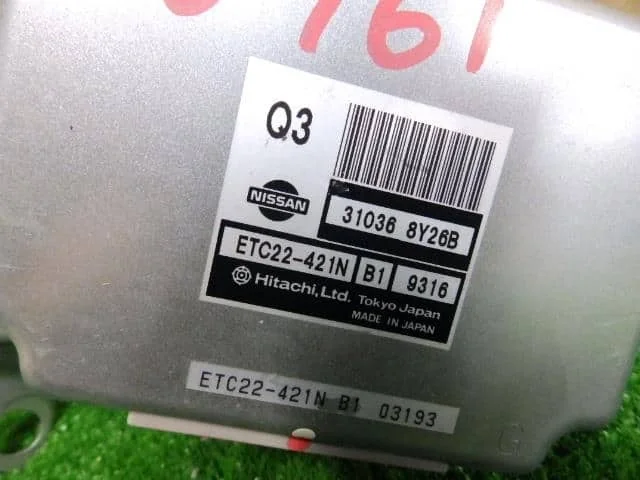 761
Q3
NISSAN
31036 8Y26B
ETC22-421N B1 9316
Hitachi, Ltd. Tokyo Japan
MADE IN JAPAN
ETC22-421N B1 03193
G